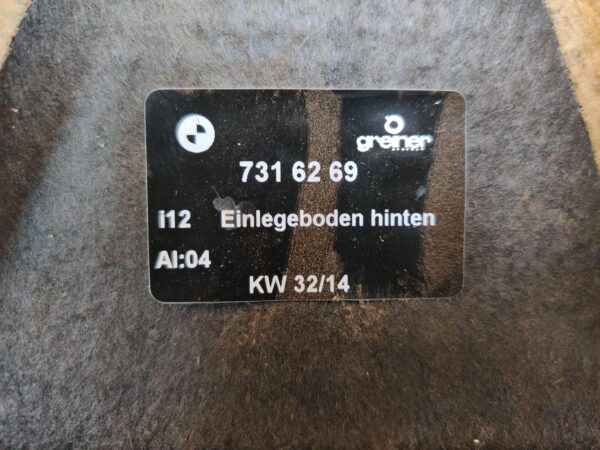 greiner
731 62 69
i12 Einlegeboden hinten
AI:04
KW 32/14